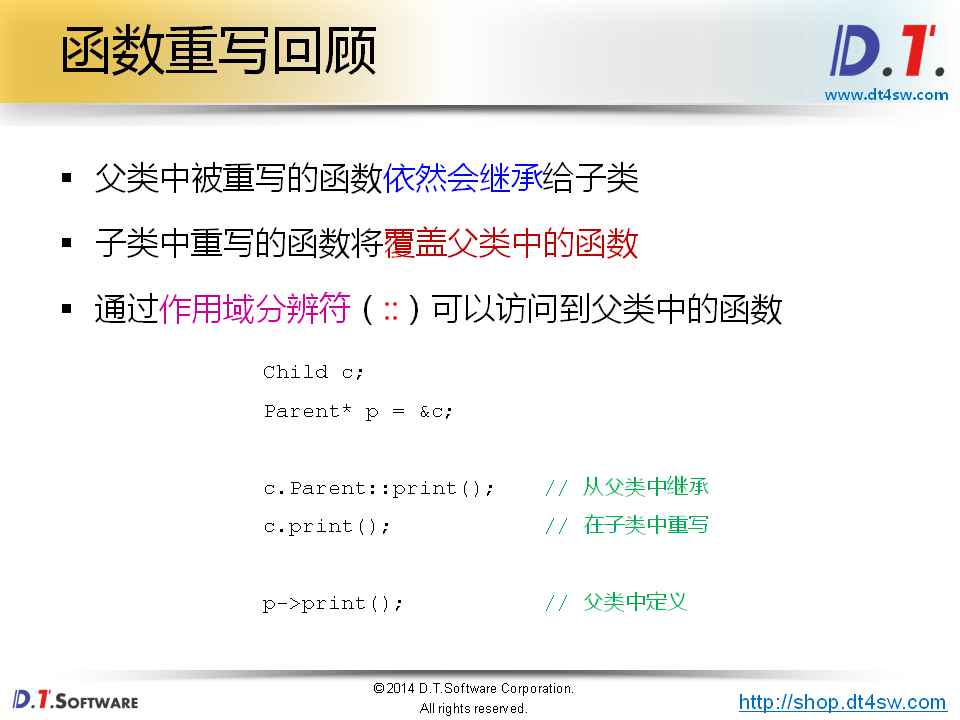 函数重写回顾
D.T.
www.dt4sw.com
▪ 父类中被重写的函数依然会继承给子类
▪ 子类中重写的函数将覆盖父类中的函数
▪ 通过作用域分辨符（::）可以访问到父类中的函数
Child c;
Parent* p = &c;
c.Parent::print();    // 从父类中继承
c.print();            // 在子类中重写
p->print();           // 父类中定义
D.T.SOFTWARE
©2014 D.T.Software Corporation.
All rights reserved.
http://shop.dt4sw.com